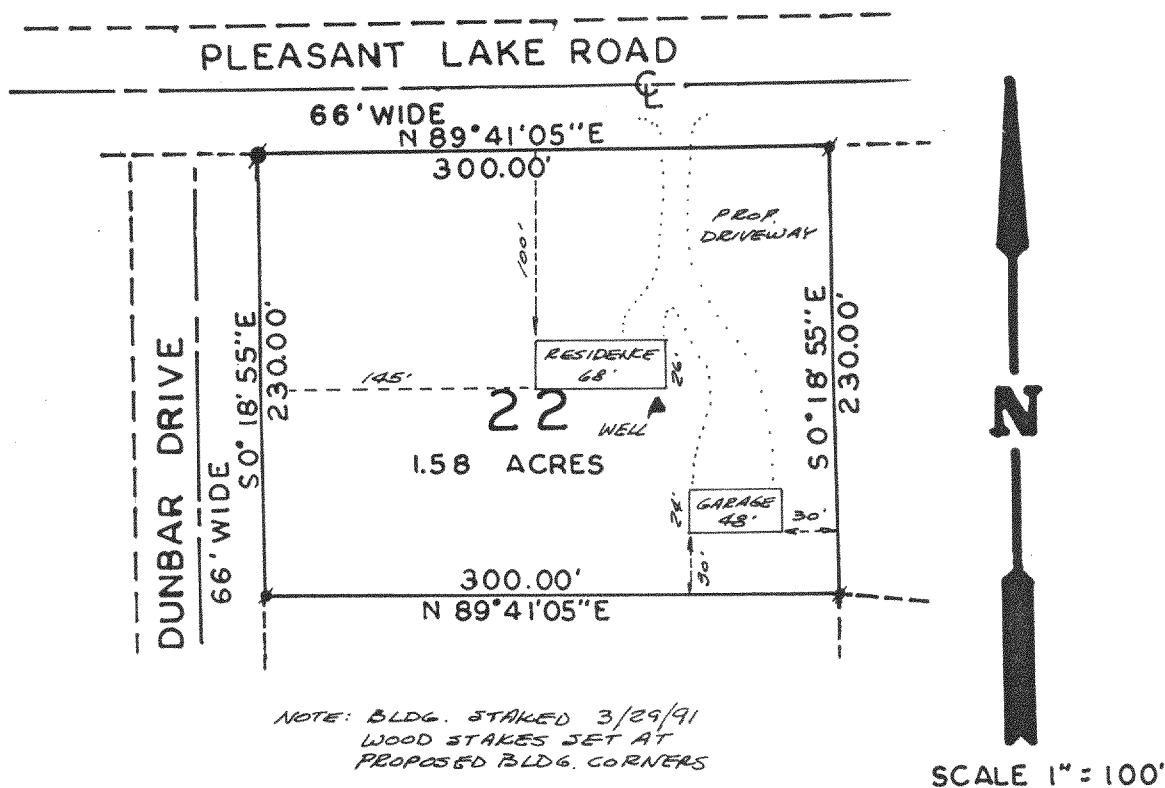 PLEASANT LAKE ROAD
CL
66' WIDE
N 89°41'05"E
300.00'
PROP.
DRIVEWAY
100'
DUNBAR DRIVE
66' WIDE
S 0° 18' 55"E
230.00'
RESIDENCE
68'
26'
145'
22
WELL
1.58 ACRES
S 0° 18' 55"E
230.00'
N
GARAGE
48'
24'
30'
30'
300.00'
N 89°41'05"E
NOTE: BLDG. STAKED 3/29/91
WOOD STAKES SET AT
PROPOSED BLDG. CORNERS
SCALE 1" = 100'